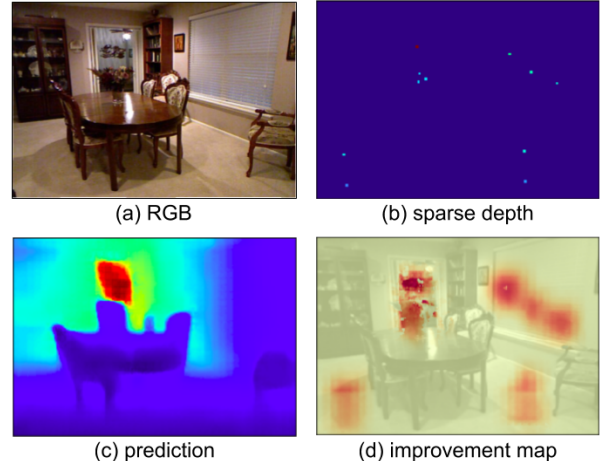 (a) RGB
(b) sparse depth
(c) prediction
(d) improvement map